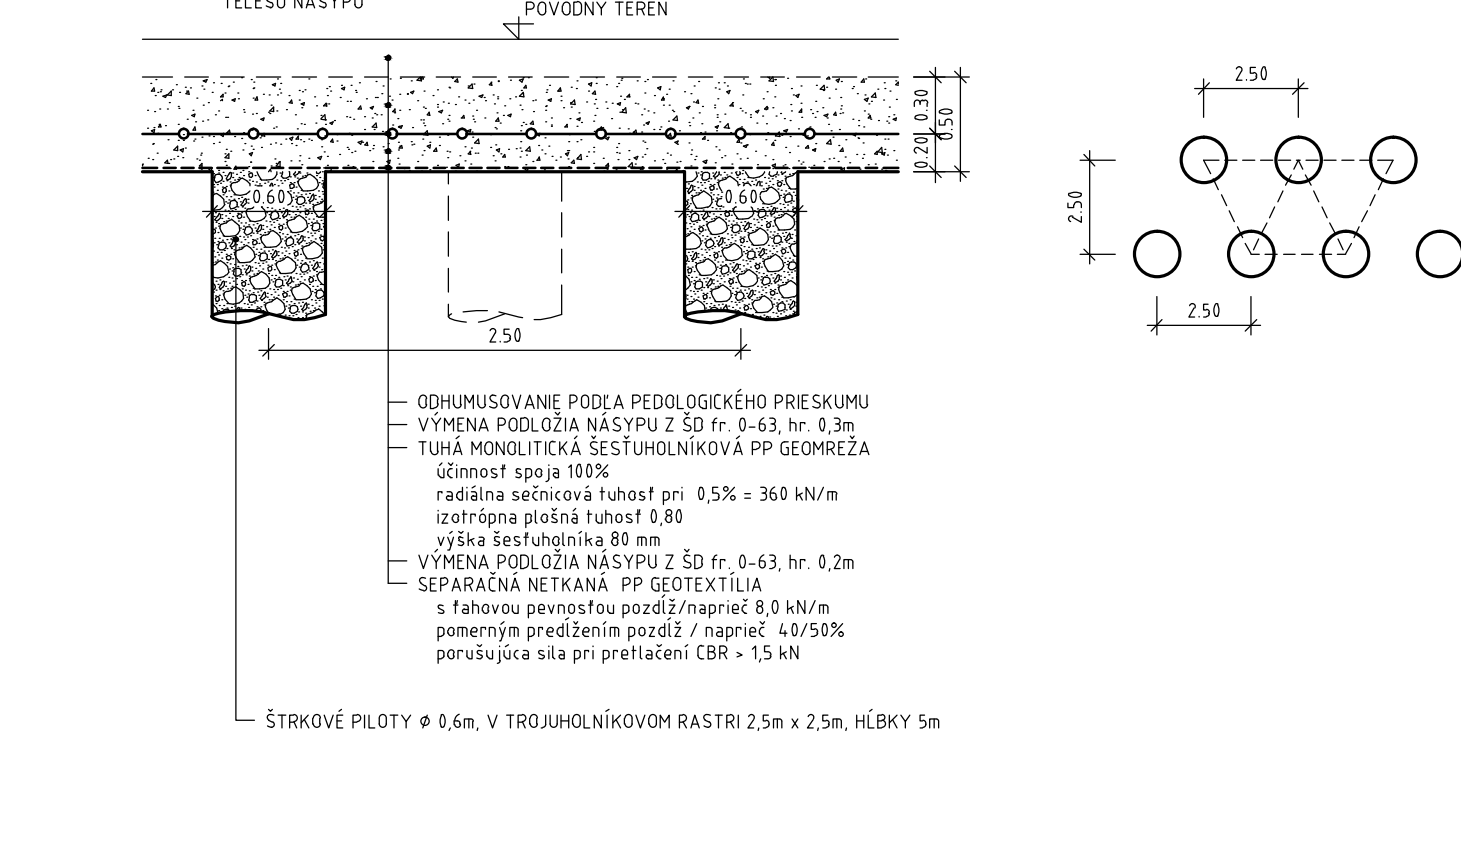 TELESO NÁSYPU
PÔVODNÝ TERÉN
2.50
0.30
0.50
0.20
0.60
0.60
2.50
2.50
2.50
2.50
ODHUMUSOVANIE PODĽA PEDOLOGICKÉHO PRIESKUMU
VÝMENA PODLOŽIA NÁSYPU Z ŠD fr. 0-63, hr. 0,3m
TUHÁ MONOLITICKÁ ŠESŤUHOLNÍKOVÁ PP GEOMREŽA
účinnosť spoja 100%
radiálna sečnicová tuhosť pri 0,5% = 360 kN/m
izotrópna plošná tuhosť 0,80
výška šesťuholníka 80 mm
VÝMENA PODLOŽIA NÁSYPU Z ŠD fr. 0-63, hr. 0,2m
SEPARAČNÁ NETKANÁ PP GEOTEXTÍLIA
s ťahovou pevnosťou pozdĺž/naprieč 8,0 kN/m
pomerným predĺžením pozdĺž / naprieč 40/50%
porušujúca sila pri pretlačení CBR > 1,5 kN
ŠTRKOVÉ PILOTY ø 0,6m, V TROJUHOLNÍKOVOM RASTRI 2,5m x 2,5m, HĹBKY 5m